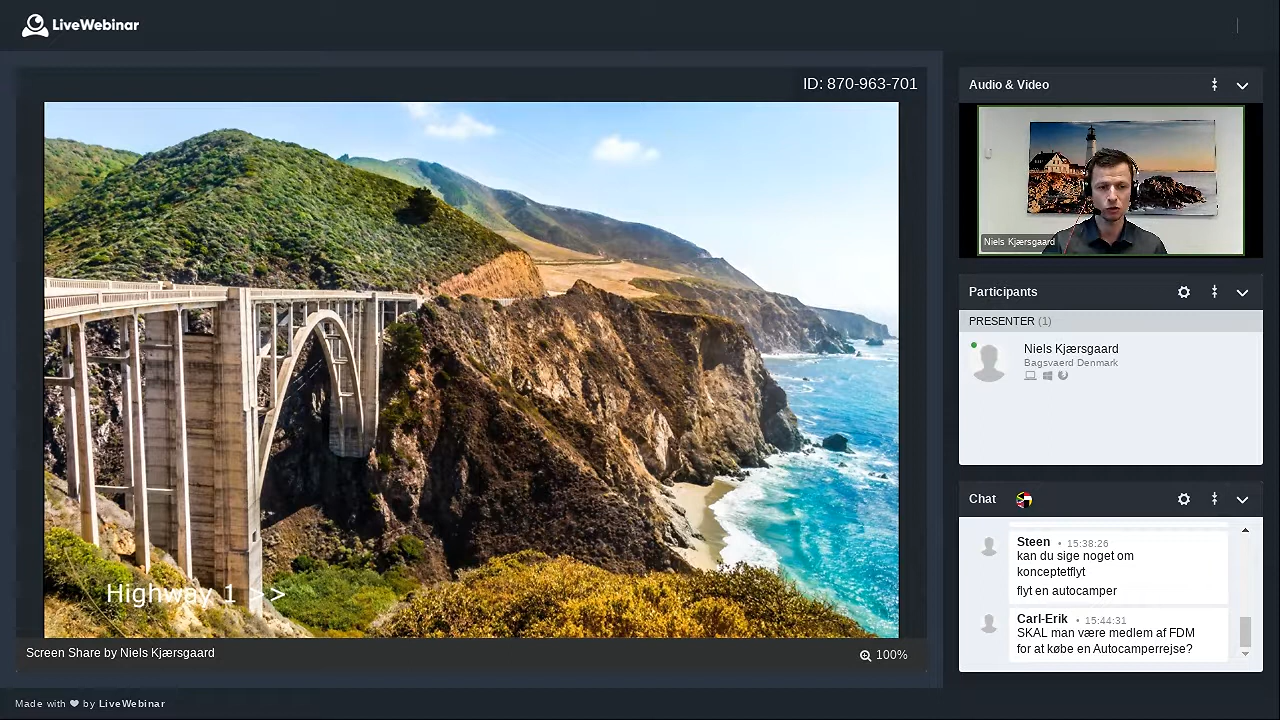 LiveWebinar
ID: 870-963-701
Highway 1 >>
Screen Share by Niels Kjærsgaard
100%
Audio & Video
Niels Kjærsgaard
Participants
PRESENTER (1)
Niels Kjærsgaard
Bagsvaerd Denmark
Chat
Steen • 15:38:26
kan du sige noget om
konceptetflyt
flyt en autocamper
Carl-Erik • 15:44:31
SKAL man være medlem af FDM
for at købe en Autocamperrejse?
Made with ❤ by LiveWebinar